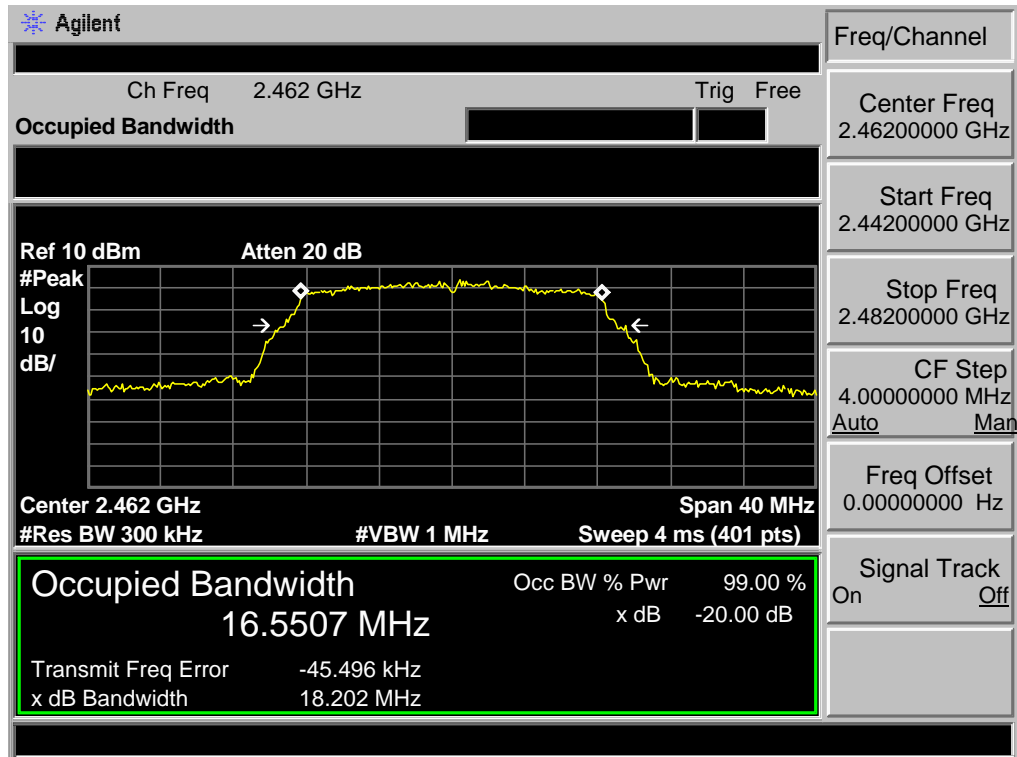 Agilent
Freq/Channel
Ch Freq 2.462 GHz Trig Free
Occupied Bandwidth
Center Freq
2.46200000 GHz
Start Freq
2.44200000 GHz
Ref 10 dBm Atten 20 dB
#Peak
Log
10
dB/
Stop Freq
2.48200000 GHz
CF Step
4.00000000 MHz
Auto Man
Center 2.462 GHz Span 40 MHz
#Res BW 300 kHz #VBW 1 MHz Sweep 4 ms (401 pts)
Freq Offset
0.00000000 Hz
Occupied Bandwidth Occ BW % Pwr 99.00 %
16.5507 MHz x dB -20.00 dB
Signal Track
On Off
Transmit Freq Error -45.496 kHz
x dB Bandwidth 18.202 MHz